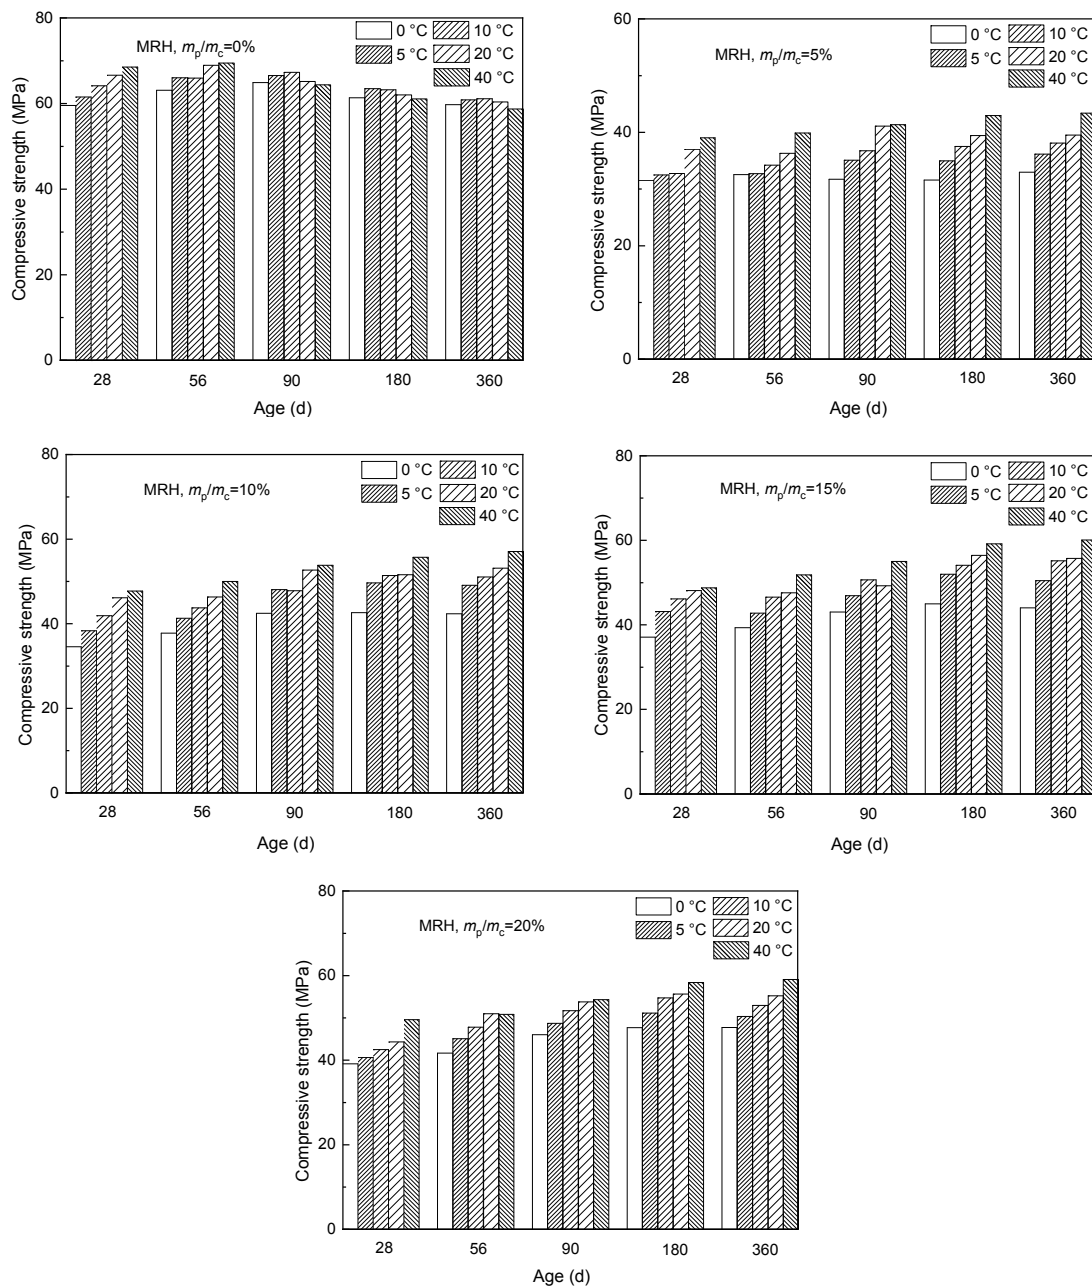 80
60
40
20
0
Compressive strength (MPa)
MRH, mp/mc=0%
0 °C
10 °C
5 °C
20 °C
40 °C
28
56
90
180
360
Age (d)
60
40
20
0
Compressive strength (MPa)
MRH, mp/mc=5%
0 °C
10 °C
5 °C
20 °C
40 °C
28
56
90
180
360
Age (d)
80
60
40
20
0
Compressive strength (MPa)
MRH, mp/mc=10%
0 °C
10 °C
5 °C
20 °C
40 °C
28
56
90
180
360
Age (d)
80
60
40
20
0
Compressive strength (MPa)
MRH, mp/mc=15%
0 °C
10 °C
5 °C
20 °C
40 °C
28
56
90
180
360
Age (d)
80
60
40
20
0
Compressive strength (MPa)
MRH, mp/mc=20%
0 °C
10 °C
5 °C
20 °C
40 °C
28
56
90
180
360
Age (d)